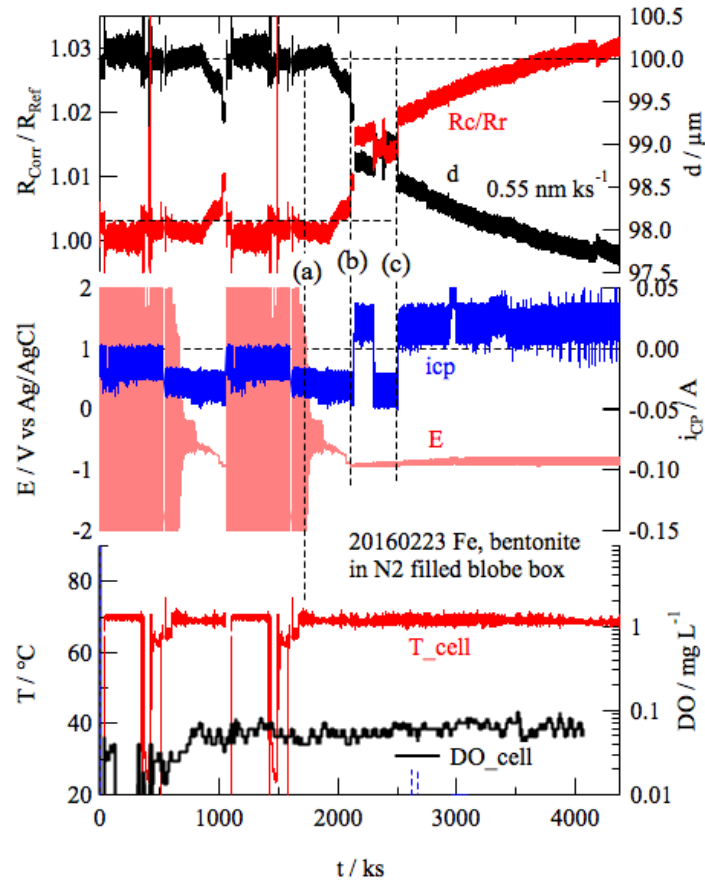 1.03
1.02
1.01
1.00
R_Corr / R_Ref
100.5
100.0
99.5
99.0
98.5
98.0
97.5
d / µm
Rc/Rr
d
0.55 nm ks⁻¹
(a)
(b)
(c)
2
1
0
-1
-2
E / V vs Ag/AgCl
0.05
0.00
-0.05
-0.10
-0.15
i_CP / A
icp
E
20160223 Fe, bentonite
in N2 filled blobe box
80
60
40
20
T / °C
1
0.1
0.01
DO / mg L⁻¹
T_cell
DO_cell
0
1000
2000
3000
4000
t / ks